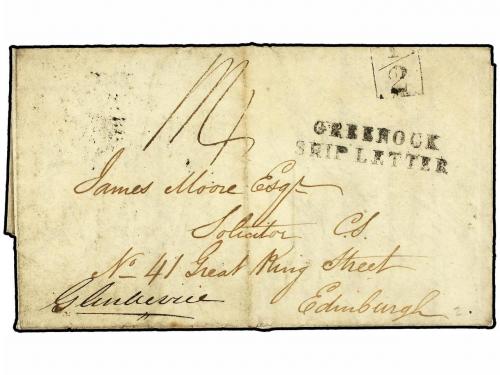 1/2
GREENOCK
SHIP LETTER
James Moore Esqr
Solicitor C.S.
No 41 Great King Street
Edinburgh
Glenbervie